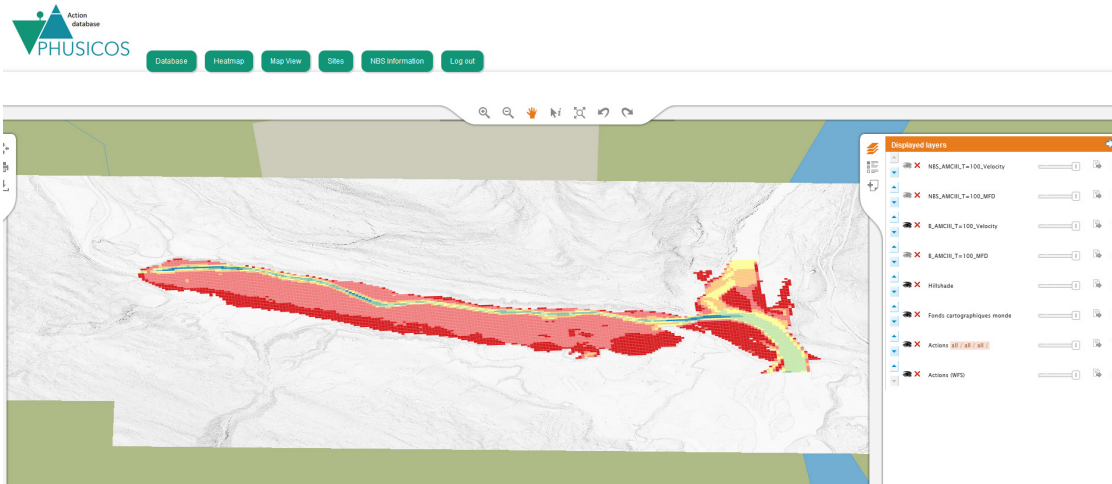 Action
database
PHUSICOS
Database Heatmap Map View Sites NBS Information Log out
Displayed layers
NBS_AMCIII_T=100_Velocity
NBS_AMCIII_T=100_MFD
B_AMCIII_T=100_Velocity
B_AMCIII_T=100_MFD
Hillshade
Fonds cartographiques monde
Actions all / all / all /
Actions (WFS)